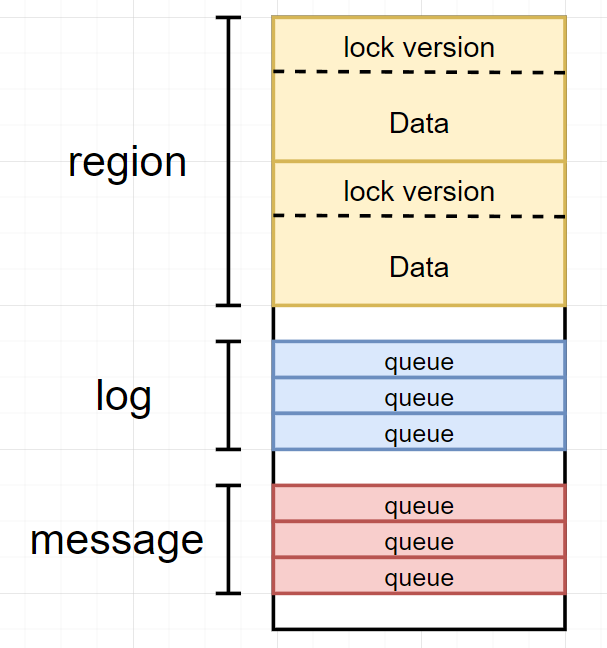 lock version
Data
region
lock version
Data
queue
log
queue
queue
queue
message
queue
queue